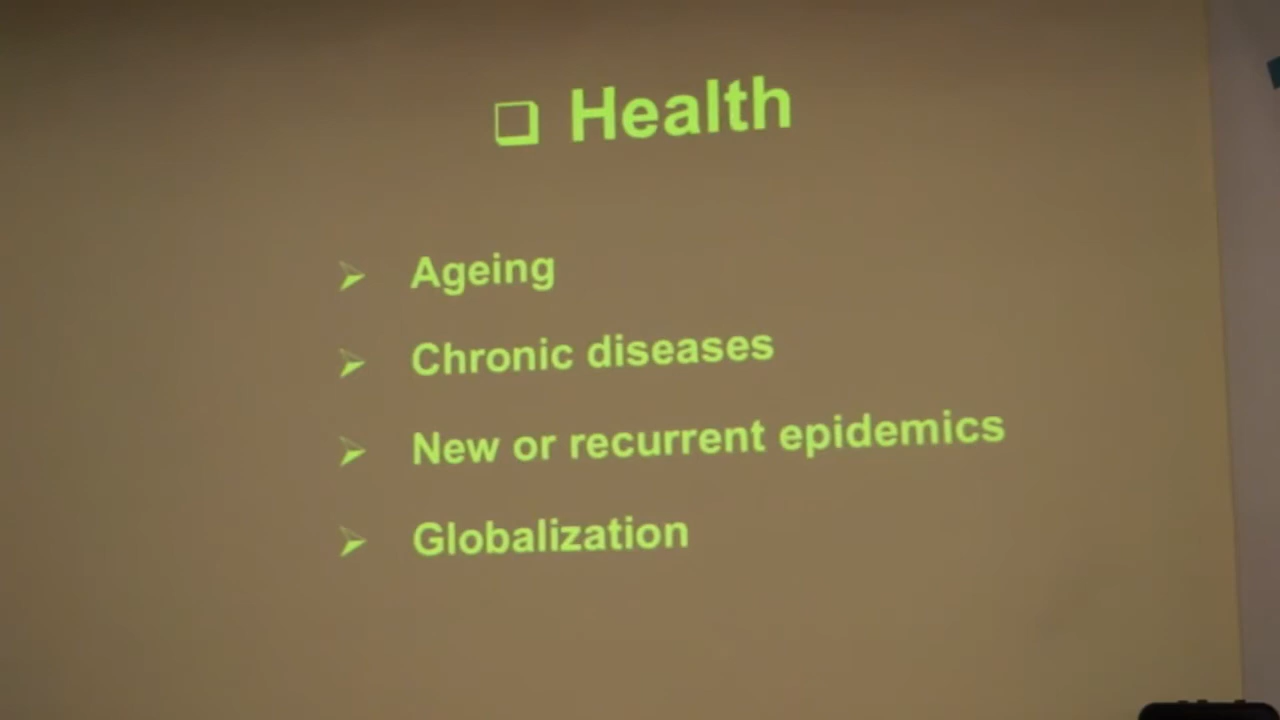 ❑ Health
➢ Ageing
➢ Chronic diseases
➢ New or recurrent epidemics
➢ Globalization